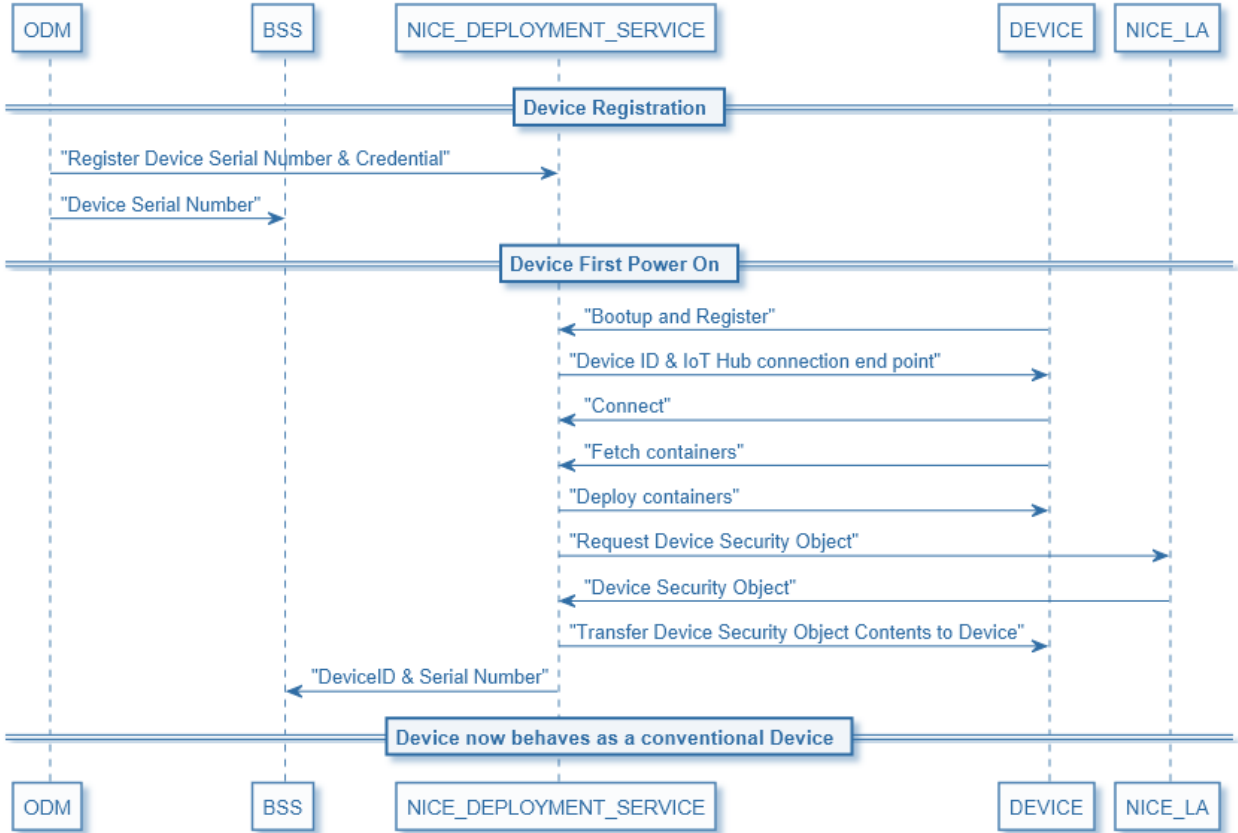 ODM BSS NICE_DEPLOYMENT_SERVICE DEVICE NICE_LA
Device Registration
"Register Device Serial Number & Credential"
"Device Serial Number"
Device First Power On
"Bootup and Register"
"Device ID & IoT Hub connection end point"
"Connect"
"Fetch containers"
"Deploy containers"
"Request Device Security Object"
"Device Security Object"
"Transfer Device Security Object Contents to Device"
"DeviceID & Serial Number"
Device now behaves as a conventional Device
ODM BSS NICE_DEPLOYMENT_SERVICE DEVICE NICE_LA